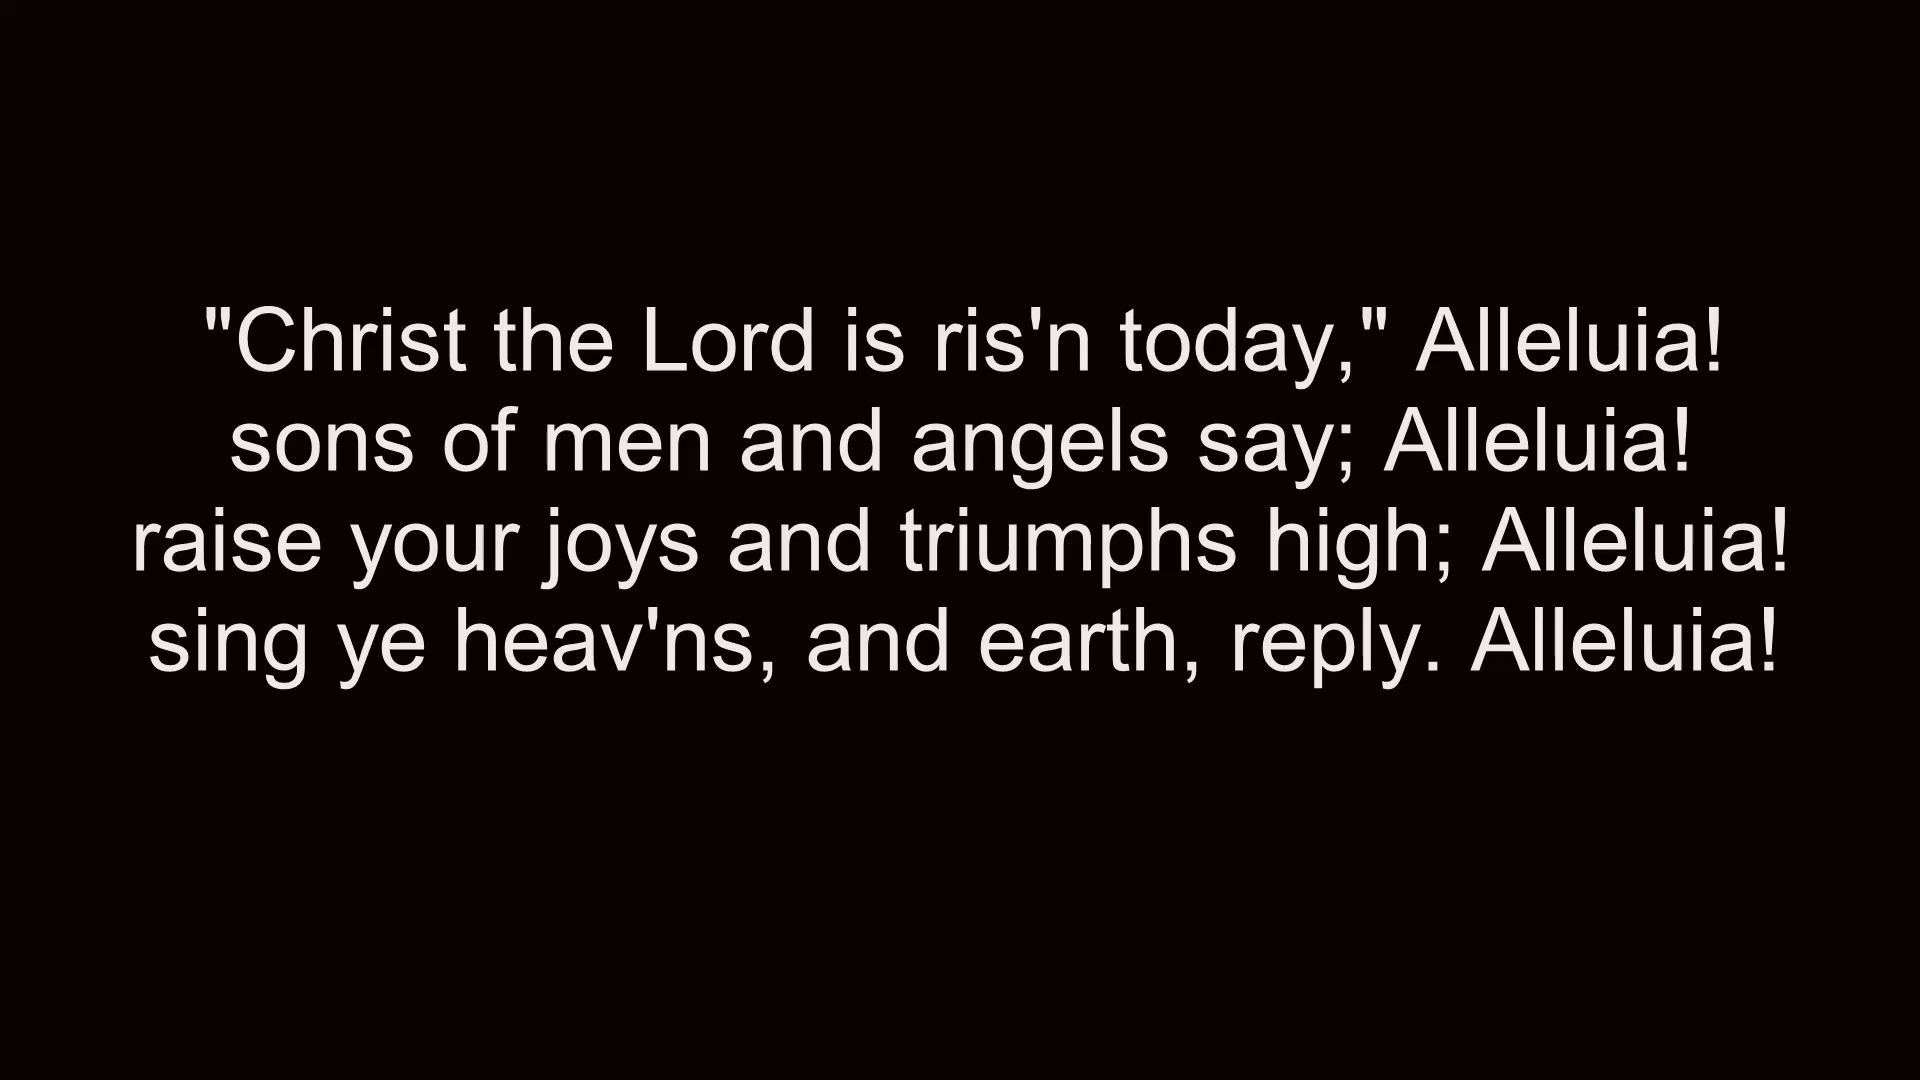 "Christ the Lord is ris'n today," Alleluia!
sons of men and angels say; Alleluia!
raise your joys and triumphs high; Alleluia!
sing ye heav'ns, and earth, reply. Alleluia!